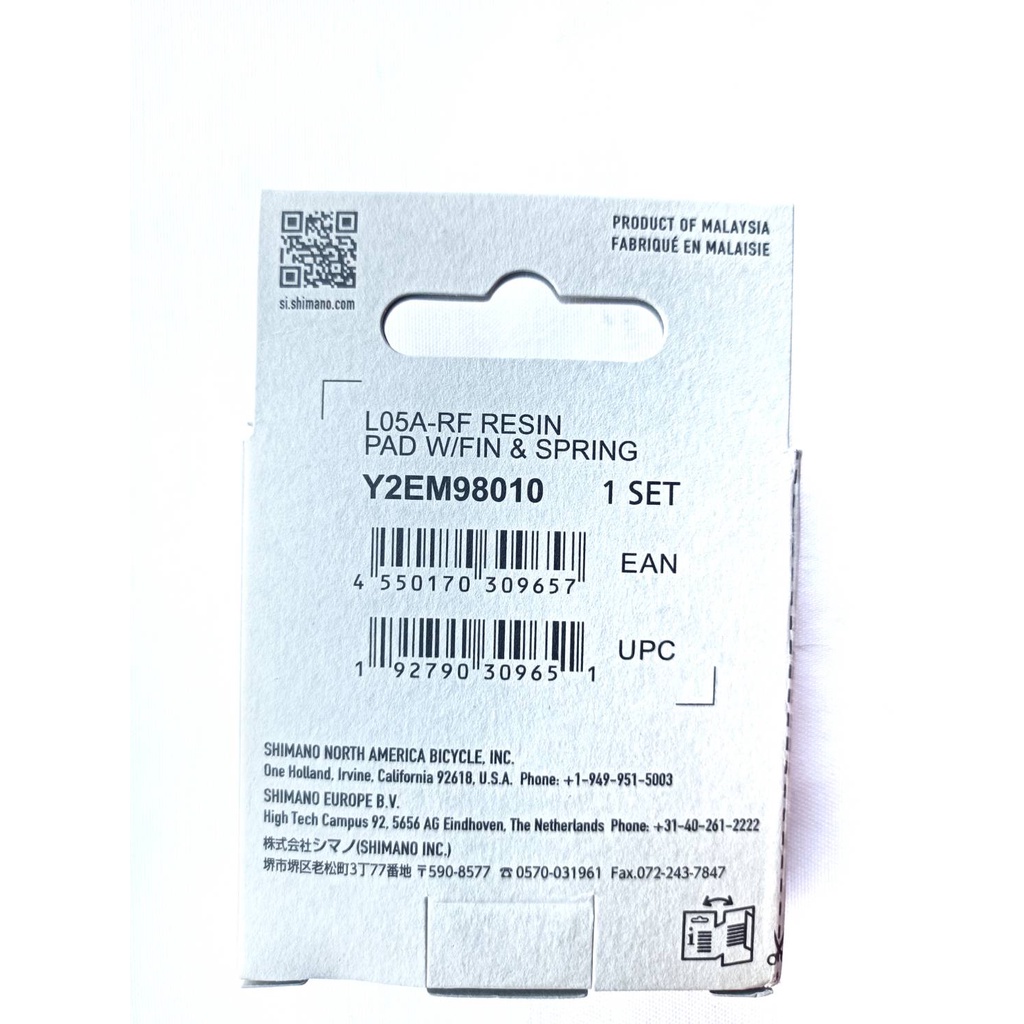 PRODUCT OF MALAYSIA
FABRIQUÉ EN MALAISIE
si.shimano.com
L05A-RF RESIN
PAD W/FIN & SPRING
Y2EM98010 1 SET
4 550170 309657 EAN
1 92790 30965 1 UPC
SHIMANO NORTH AMERICA BICYCLE, INC.
One Holland, Irvine, California 92618, U.S.A. Phone: +1-949-951-5003
SHIMANO EUROPE B.V.
High Tech Campus 92, 5656 AG Eindhoven, The Netherlands Phone: +31-40-261-2222
株式会社シマノ(SHIMANO INC.)
堺市堺区老松町3丁77番地 〒590-8577 ☎0570-031961 Fax.072-243-7847
i